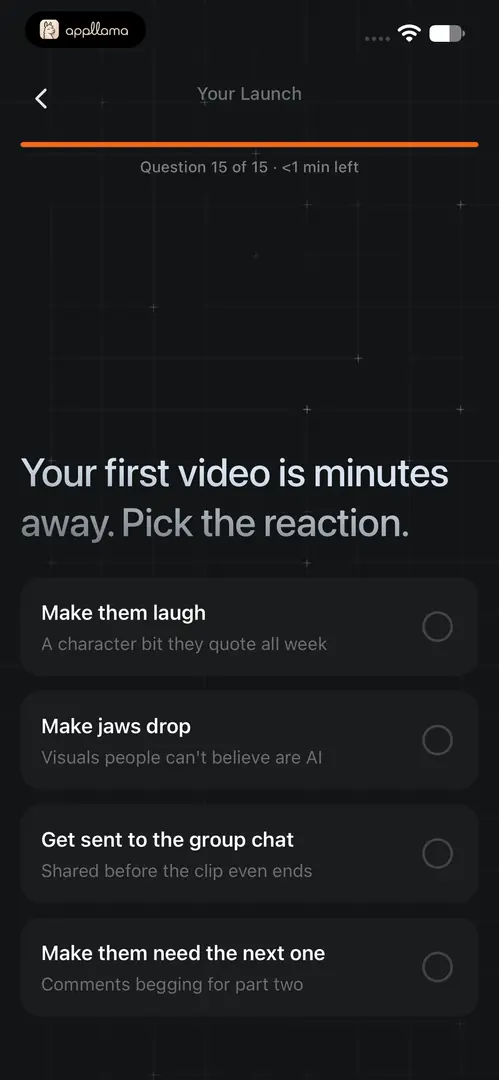 appllama
Your Launch
Question 15 of 15 · <1 min left
Your first video is minutes
away. Pick the reaction.
Make them laugh
A character bit they quote all week
Make jaws drop
Visuals people can't believe are AI
Get sent to the group chat
Shared before the clip even ends
Make them need the next one
Comments begging for part two